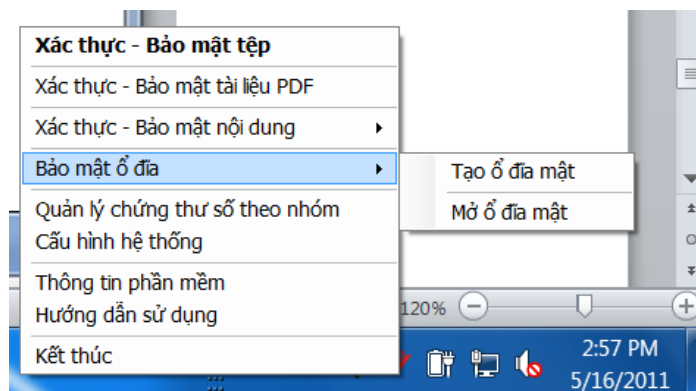 Xác thực - Bảo mật tệp
Xác thực - Bảo mật tài liệu PDF
Xác thực - Bảo mật nội dung
Bảo mật ổ đĩa
Tạo ổ đĩa mật
Mở ổ đĩa mật
Quản lý chứng thư số theo nhóm
Cấu hình hệ thống
Thông tin phần mềm
Hướng dẫn sử dụng
Kết thúc
120%
2:57 PM
5/16/2011